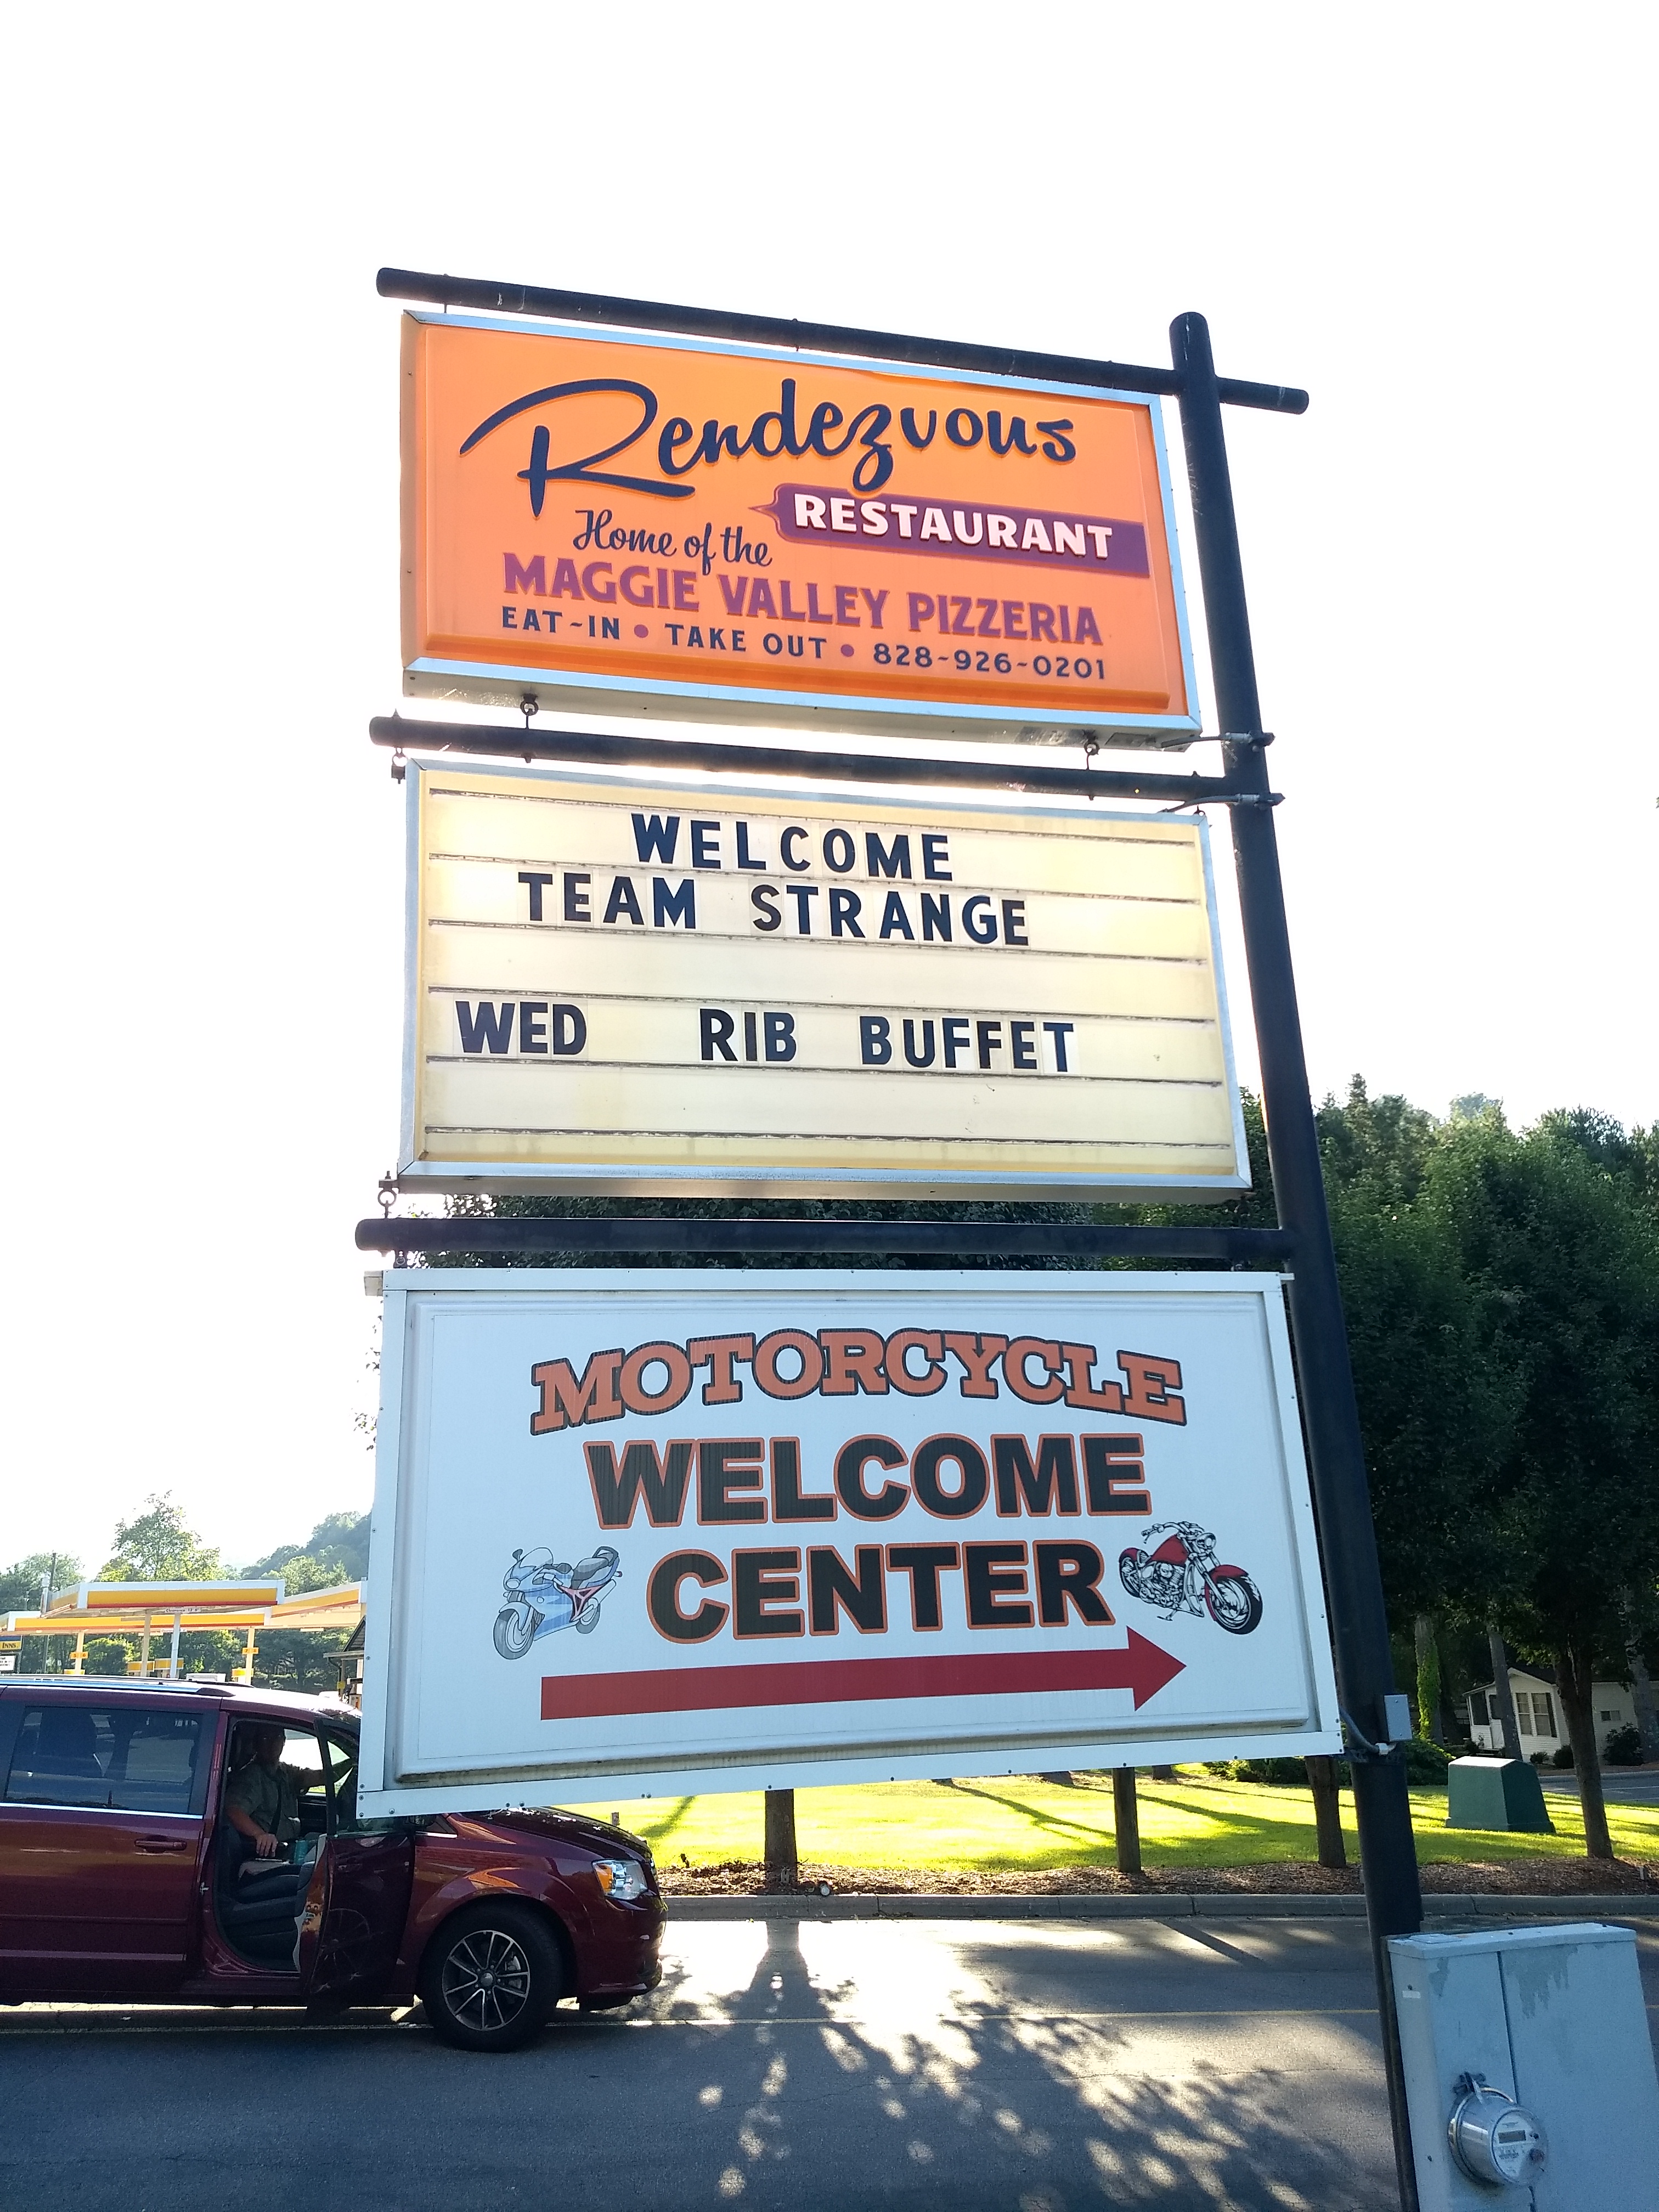 Rendezvous
RESTAURANT
Home of the
MAGGIE VALLEY PIZZERIA
EAT-IN • TAKE OUT • 828-926-0201
WELCOME
TEAM STRANGE
WED RIB BUFFET
MOTORCYCLE
WELCOME
CENTER
INNS